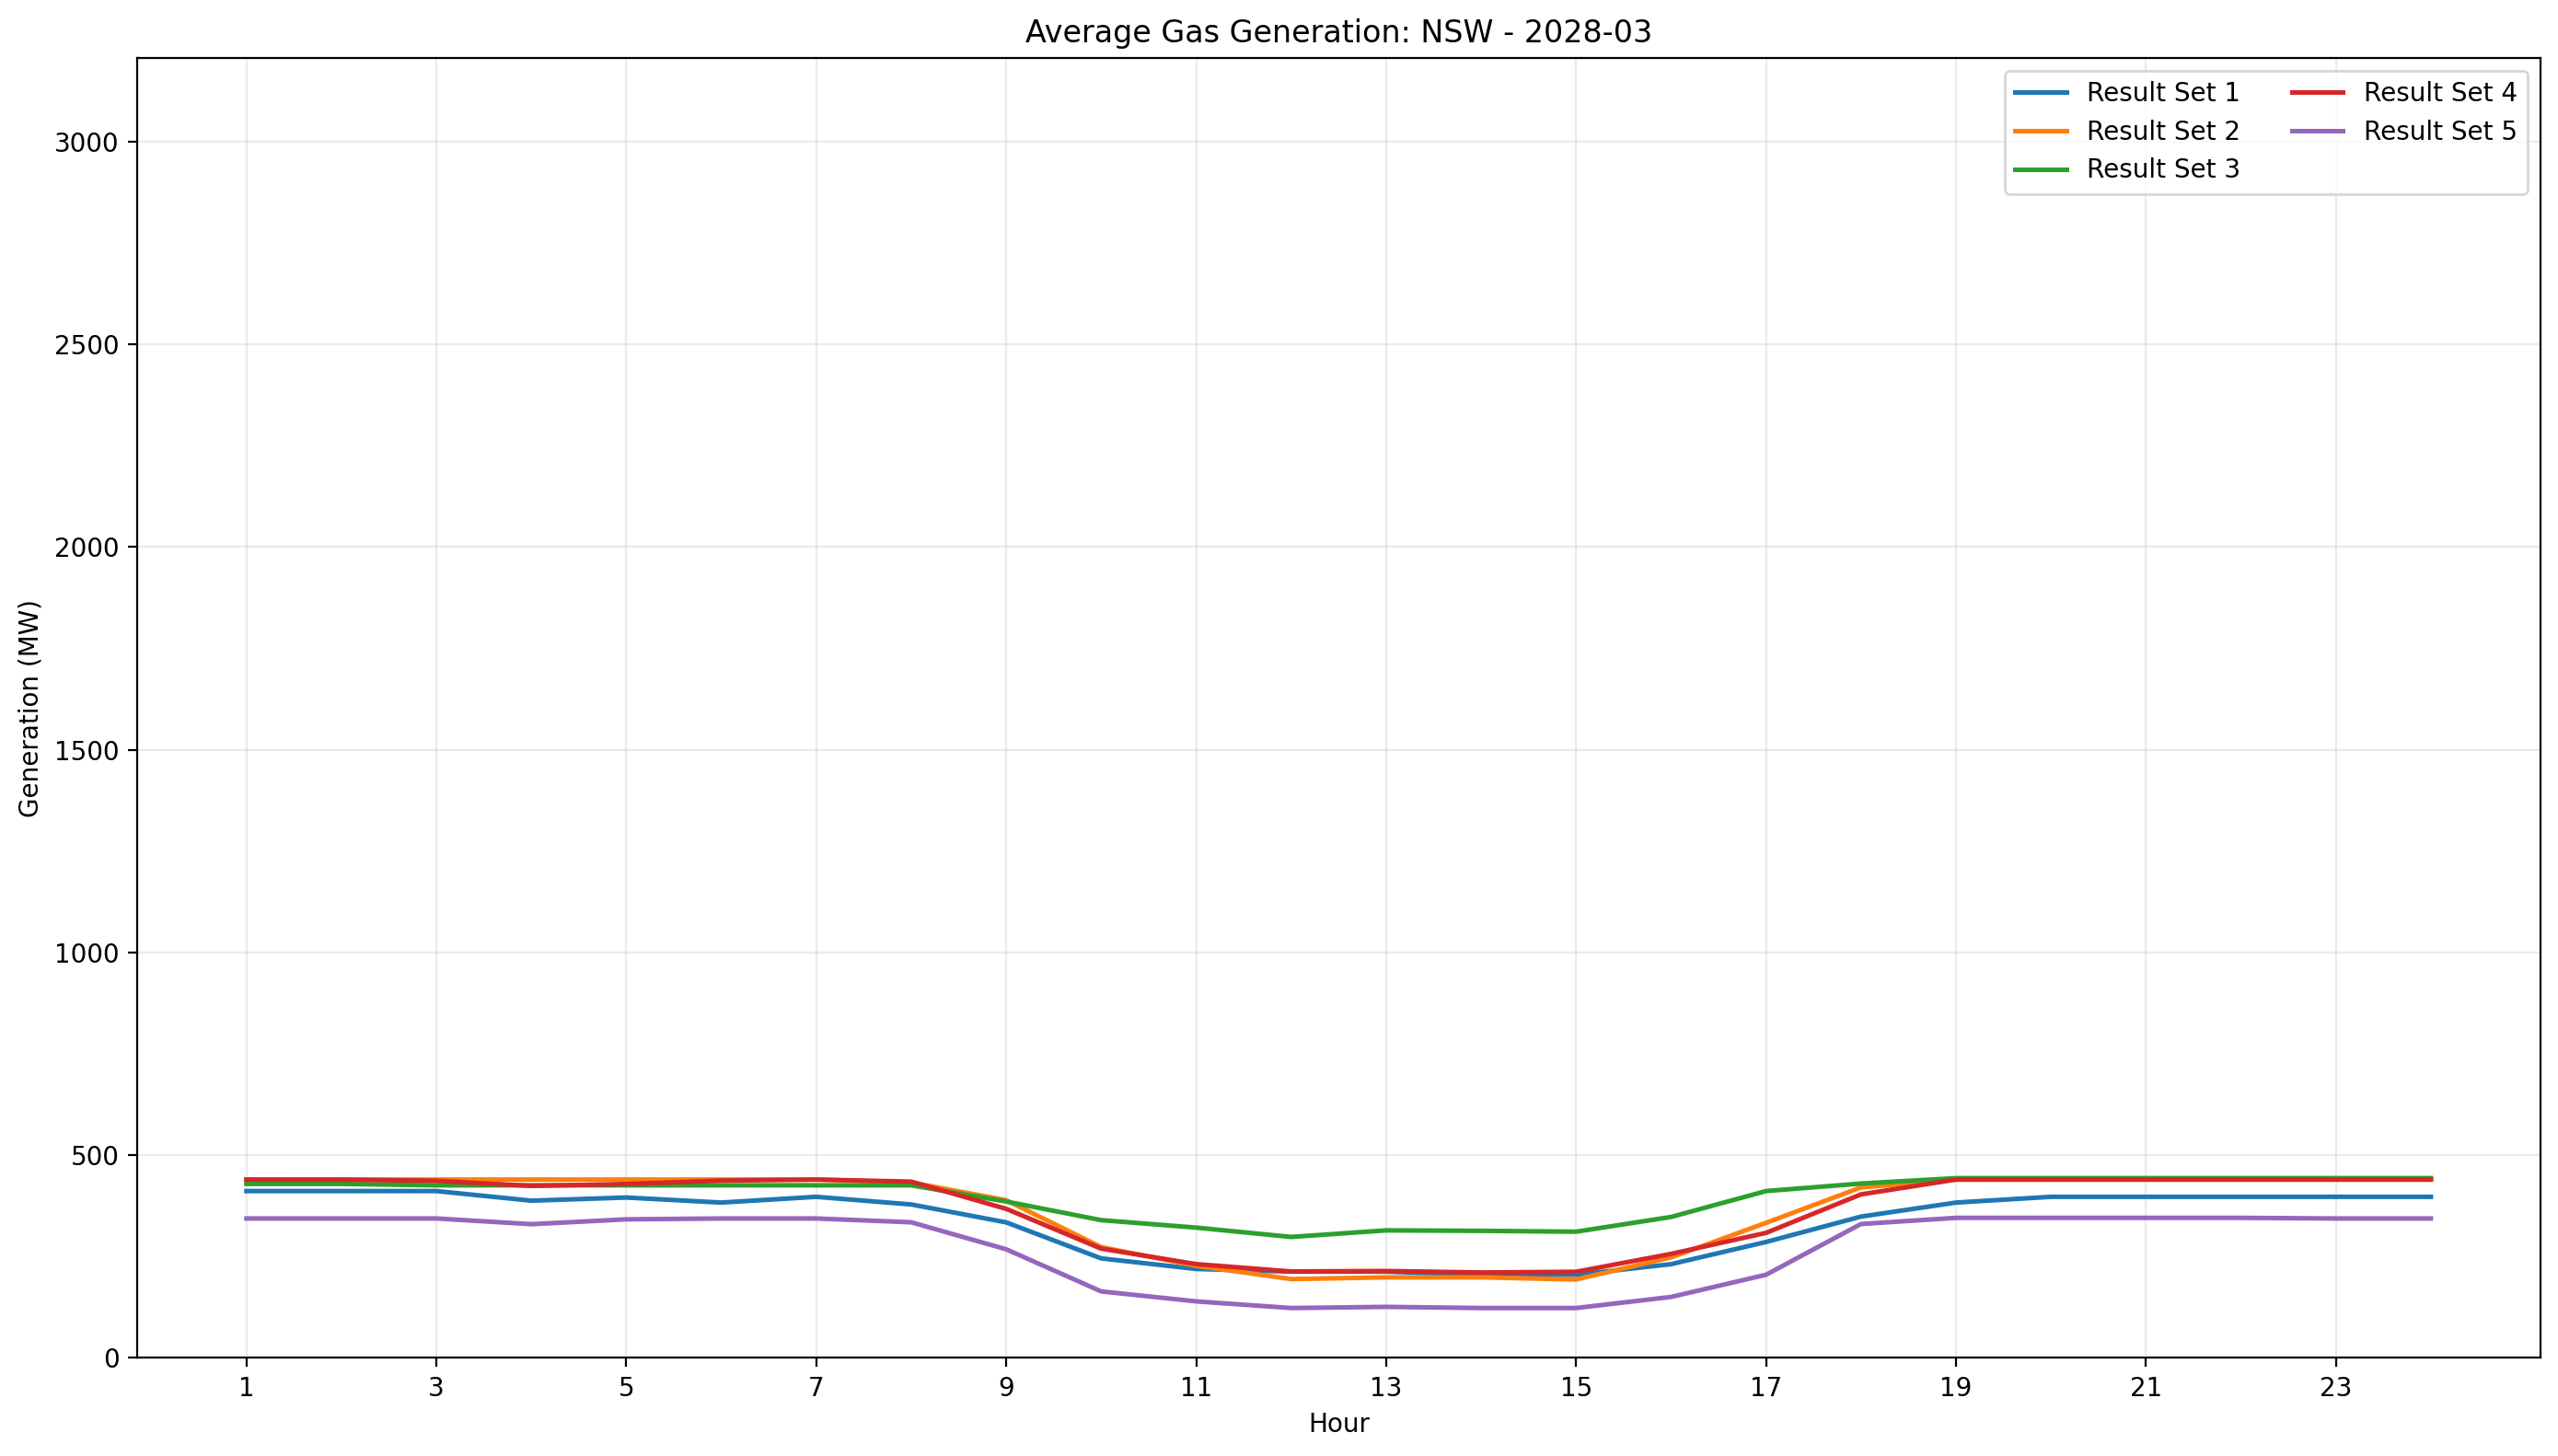 Average Gas Generation: NSW - 2028-03
Result Set 1
Result Set 2
Result Set 3
Result Set 4
Result Set 5
Generation (MW)
3000
2500
2000
1500
1000
500
0
1 3 5 7 9 11 13 15 17 19 21 23
Hour